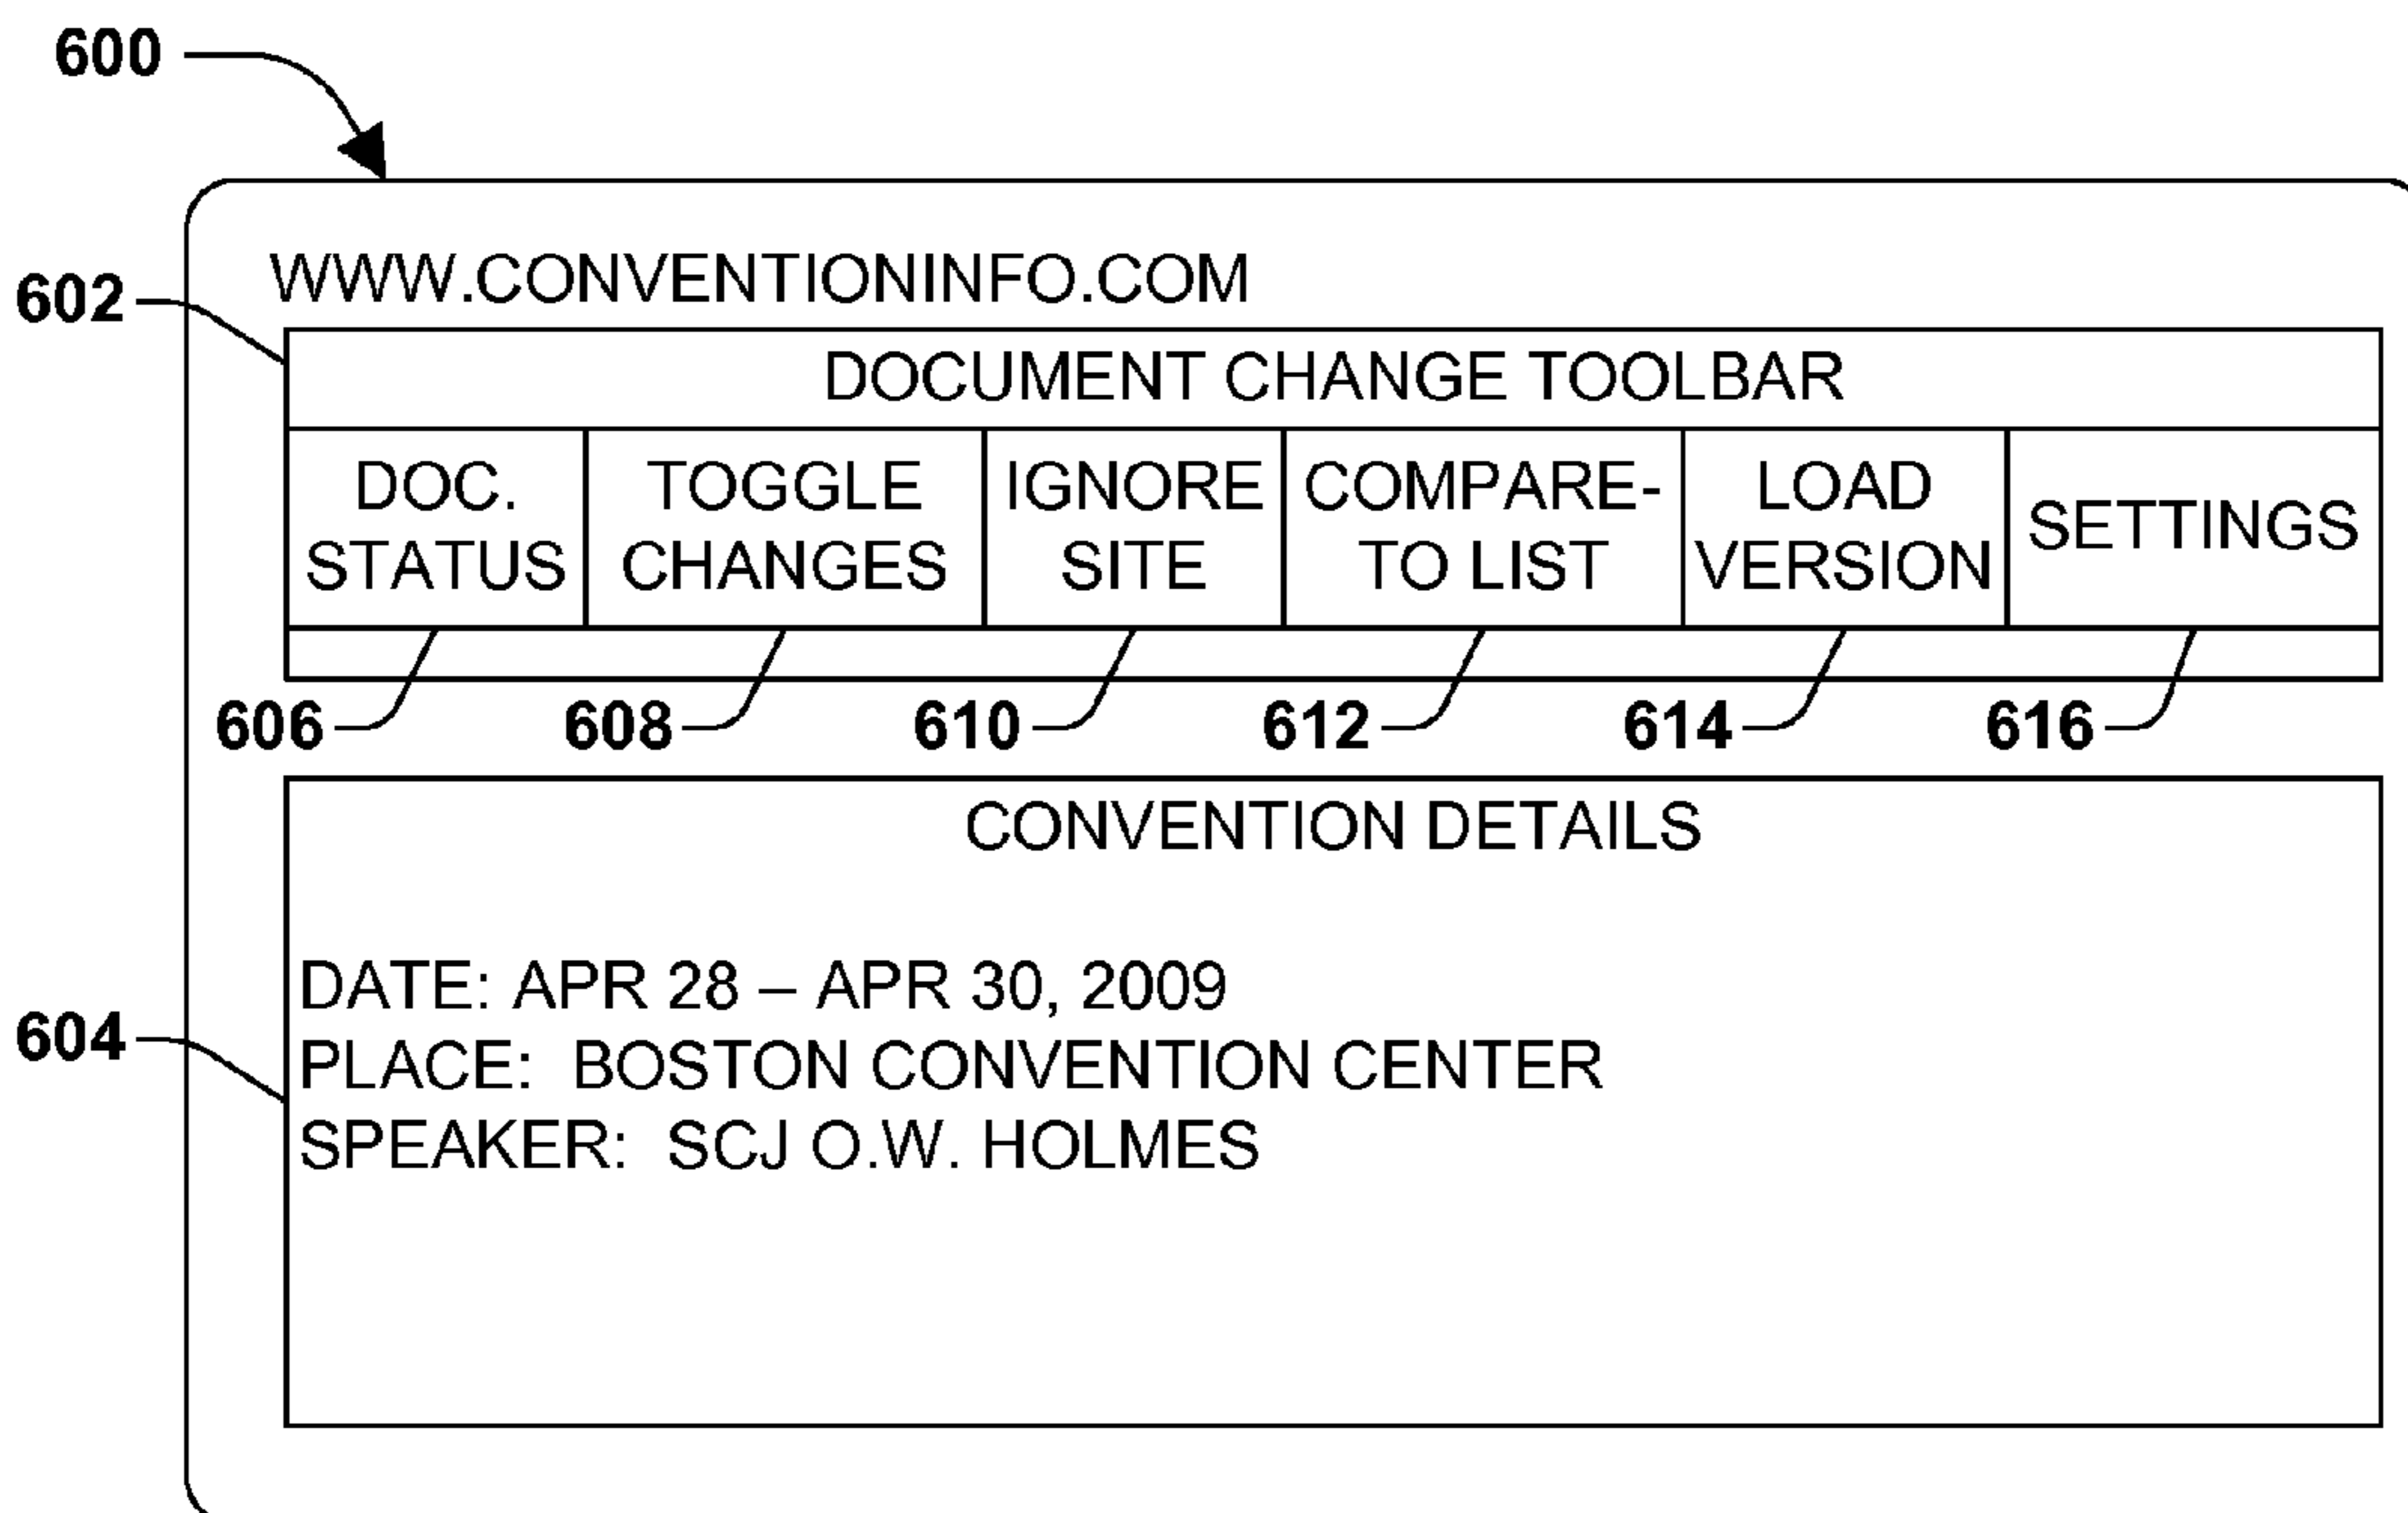 600
WWW.CONVENTIONINFO.COM
602
DOCUMENT CHANGE TOOLBAR
DOC.
STATUS
TOGGLE
CHANGES
IGNORE
SITE
COMPARE-
TO LIST
LOAD
VERSION
SETTINGS
606
608
610
612
614
616
CONVENTION DETAILS
DATE: APR 28 – APR 30, 2009
604
PLACE: BOSTON CONVENTION CENTER
SPEAKER: SCJ O.W. HOLMES